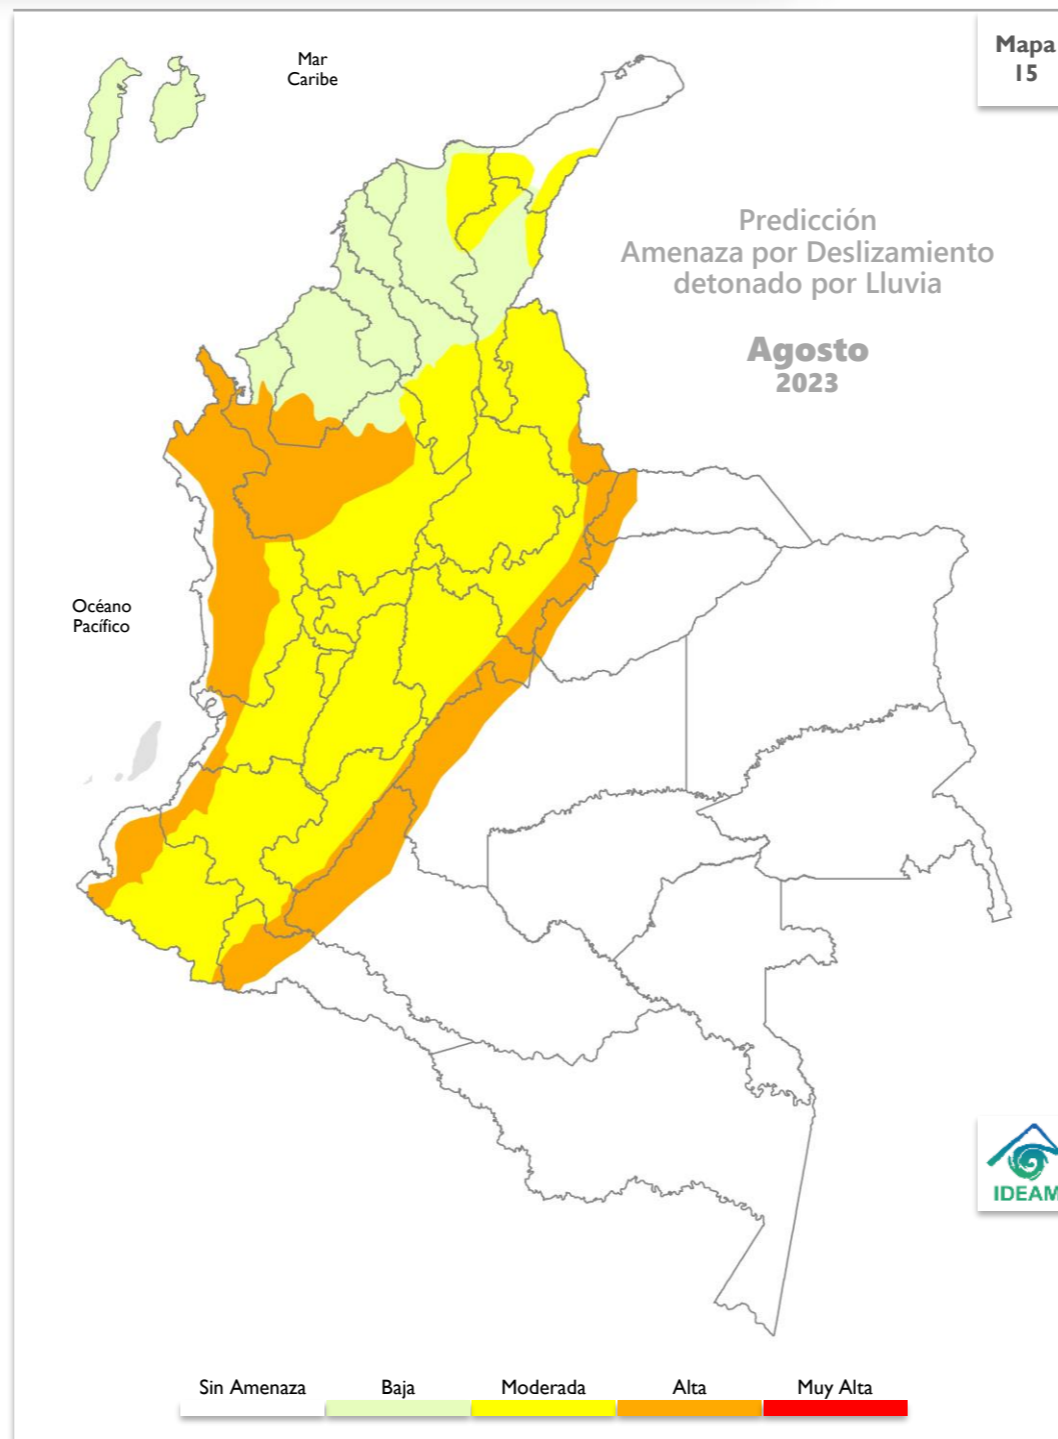 Mapa
15
Mar
Caribe
Predicción
Amenaza por Deslizamiento
detonado por Lluvia
Agosto
2023
Océano
Pacífico
IDEAM
Sin Amenaza Baja Moderada Alta Muy Alta